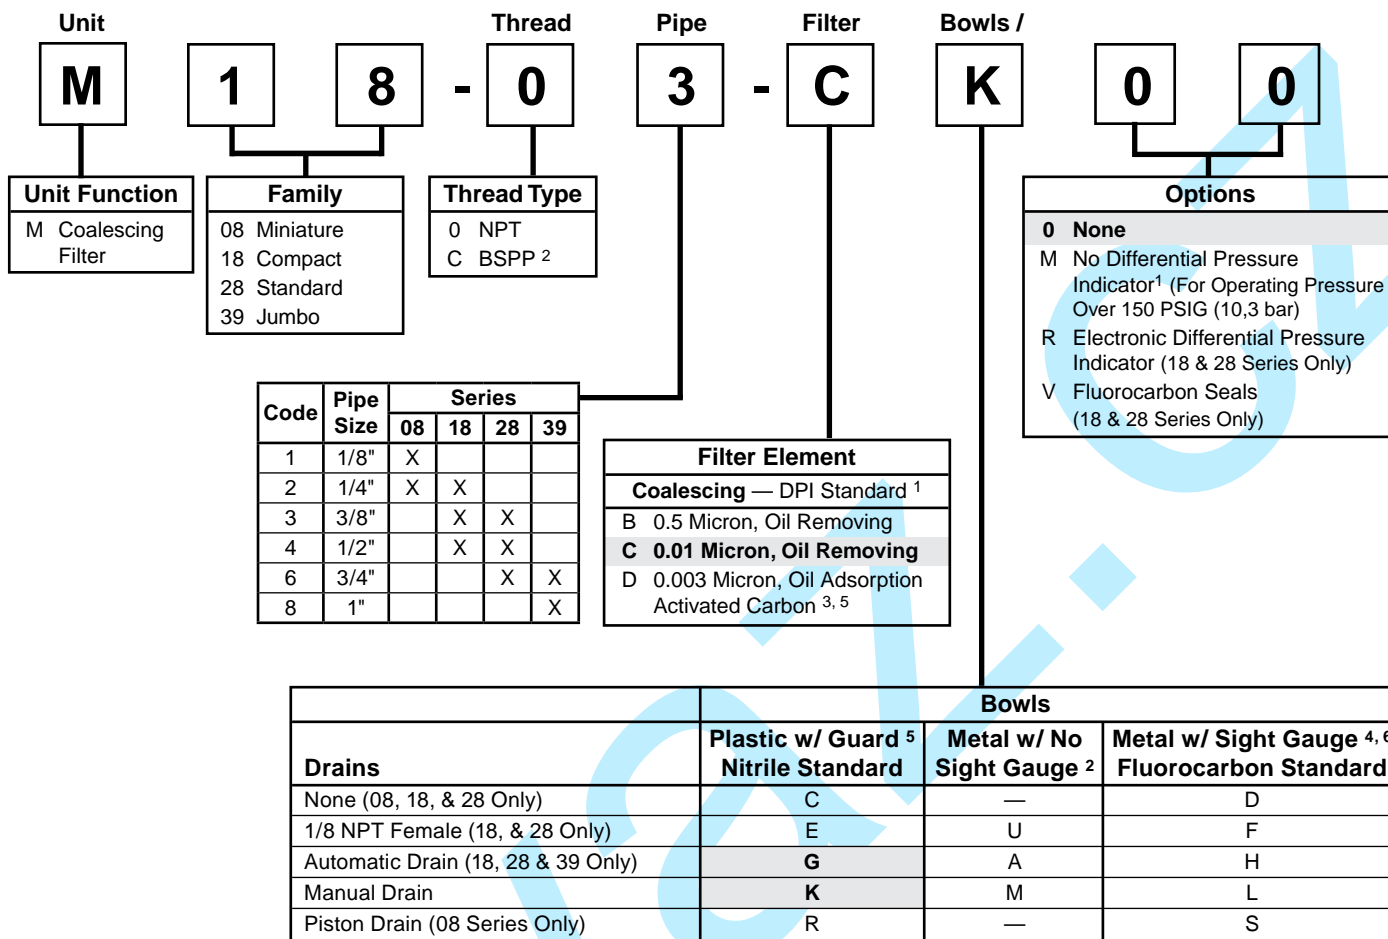 Unit Thread Pipe Filter Bowls /
M 1 8 - 0 3 - C K 0 0
Unit Function
M Coalescing
Filter
Family
08 Miniature
18 Compact
28 Standard
39 Jumbo
Thread Type
0 NPT
C BSPP 2
Options
0 None
M No Differential Pressure
Indicator1 (For Operating Pressure
Over 150 PSIG (10,3 bar)
R Electronic Differential Pressure
Indicator (18 & 28 Series Only)
V Fluorocarbon Seals
(18 & 28 Series Only)
Code Pipe Size Series
08 18 28 39
1 1/8" X
2 1/4" X X
3 3/8" X X
4 1/2" X X
6 3/4" X X
8 1" X
Filter Element
Coalescing — DPI Standard 1
B 0.5 Micron, Oil Removing
C 0.01 Micron, Oil Removing
D 0.003 Micron, Oil Adsorption
Activated Carbon 3, 5
Bowls
Drains Plastic w/ Guard 5 Nitrile Standard Metal w/ No Sight Gauge 2 Metal w/ Sight Gauge 4, 6 Fluorocarbon Standard
None (08, 18, & 28 Only) C — D
1/8 NPT Female (18, & 28 Only) E U F
Automatic Drain (18, 28 & 39 Only) G A H
Manual Drain K M L
Piston Drain (08 Series Only) R — S